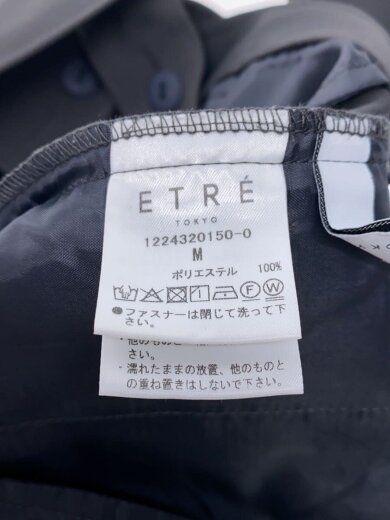 ETRÉ
TOKYO
1224320150-0
M
ポリエステル 100%
●ファスナーは閉じて洗って下
さい。
・他のものと
さい。
・濡れたままの放置、他のものと
の重ね置きはしないで下さい。